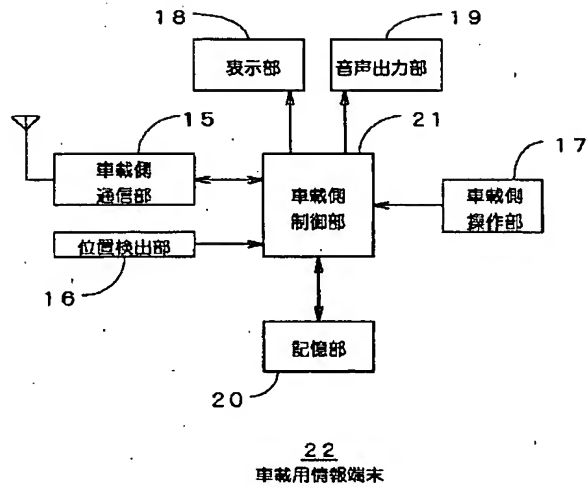 18
19
表示部
音声出力部
15
21
17
車載側
通信部
車載側
制御部
車載側
操作部
位置検出部
16
記憶部
20
22
車載用情報端末